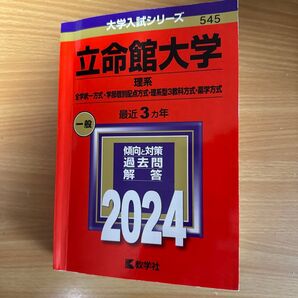 大学入試シリーズ 545
立命館大学
理系
全学統一方式・学部個別配点方式・理系型3教科方式・薬学方式
最近3カ年
一般
傾向と対策
過去問
解答
2024
教学社